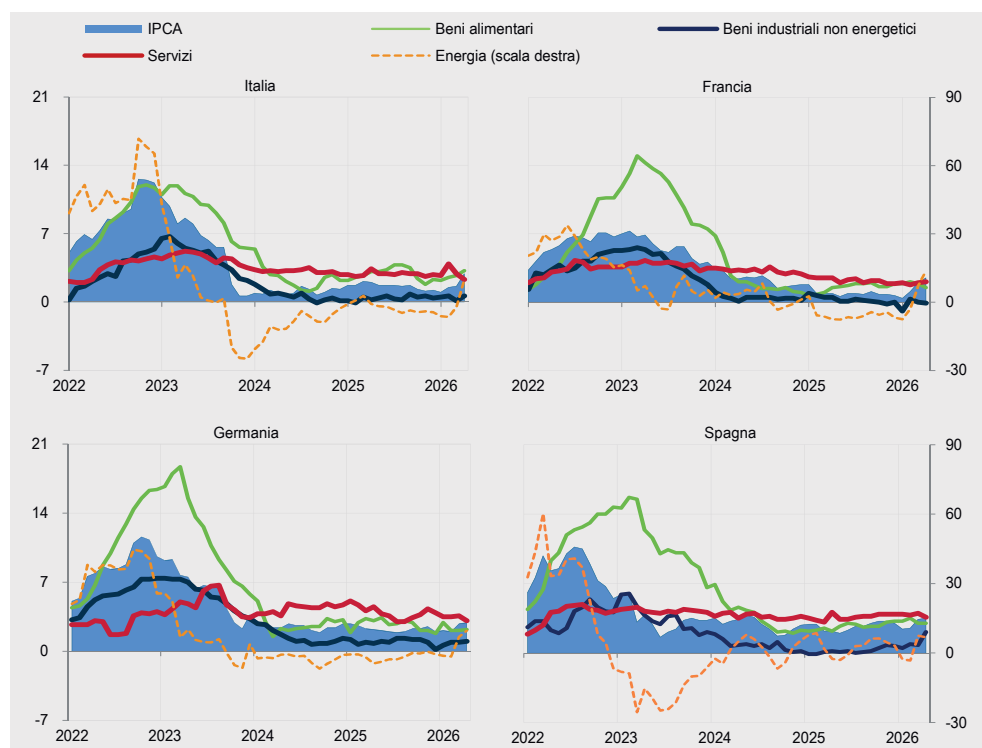 IPCA Beni alimentari Beni industriali non energetici
Servizi Energia (scala destra)
Italia Francia
21 90
14 60
7 30
0 0
-7 -30
2022 2023 2024 2025 2026 2022 2023 2024 2025 2026
Germania Spagna
21 90
14 60
7 30
0 0
-7 -30
2022 2023 2024 2025 2026 2022 2023 2024 2025 2026